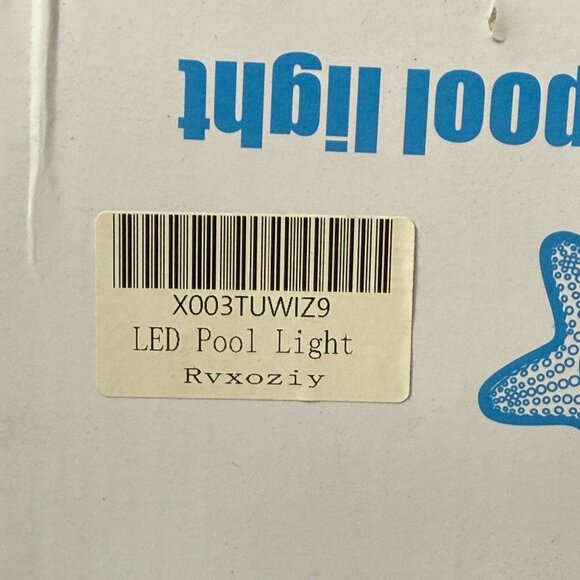 pool light
X003TUWIZ9
LED Pool Light
Rvxoziy